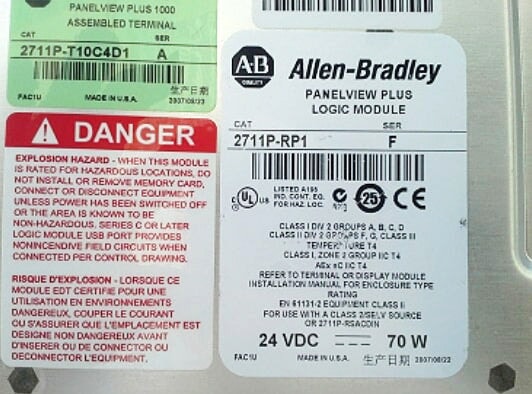 PANELVIEW PLUS 1000
ASSEMBLED TERMINAL
CAT SER
2711P-T10C4D1 A
FAC1U MADE IN U.S.A. 生产日期 2007/08/22
DANGER
EXPLOSION HAZARD - WHEN THIS MODULE
IS RATED FOR HAZARDOUS LOCATIONS, DO
NOT INSTALL OR REMOVE MEMORY CARD,
CONNECT OR DISCONNECT EQUIPMENT
UNLESS POWER HAS BEEN SWITCHED OFF
OR THE AREA IS KNOWN TO BE
NON-HAZARDOUS. SERIES C OR LATER
LOGIC MODULE USB PORT PROVIDES
NONINCENDIVE FIELD CIRCUITS WHEN
CONNECTED PER CONTROL DRAWING.
RISQUE D'EXPLOSION - LORSQUE CE
MODULE EDT CERTIFIÉ POUR UNE
UTILISATION EN ENVIRONNEMENTS
DANGEREUX, COUPER LE COURANT
OU S'ASSURER QUE L'EMPLACEMENT EST
DESIGNE NON DANGEREUX AVANT
D'INSERER OU DE CONNECTOR OU
DECONNECTOR L'EQUIPEMENT.
A-B
QUALITY
Allen-Bradley
PANELVIEW PLUS
LOGIC MODULE
CAT SER
2711P-RP1 F
c UL us LISTED A196
IND. CONT. EQ.
FOR HAZ. LOC.
25 CE
CLASS I DIV 2 GROUPS A, B, C, D
CLASS II DIV 2 GROUPS F, G, CLASS III
TEMPERATURE T4
CLASS I, ZONE 2 GROUP IIC T4
AEx nC IIC T4
REFER TO TERMINAL OR DISPLAY MODULE
INSTALLATION MANUAL FOR ENCLOSURE TYPE
RATING
EN 61131-2 EQUIPMENT CLASS II
FOR USE WITH A CLASS 2/SELV SOURCE
OR 2711P-RSACDIN
24 VDC 70 W
FAC1U MADE IN U.S.A. 生产日期 2007/08/22